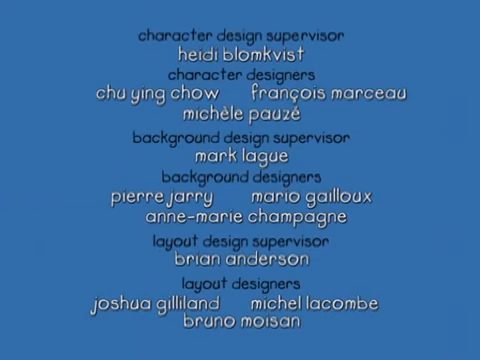 character design supervisor
heidi blomkvist
character designers
chu ying chow françois marceau
michèle pauzé
background design supervisor
mark lague
background designers
pierre jarry mario gailloux
anne-marie champagne
layout design supervisor
brian anderson
layout designers
joshua gilliland michel lacombe
bruno moisan